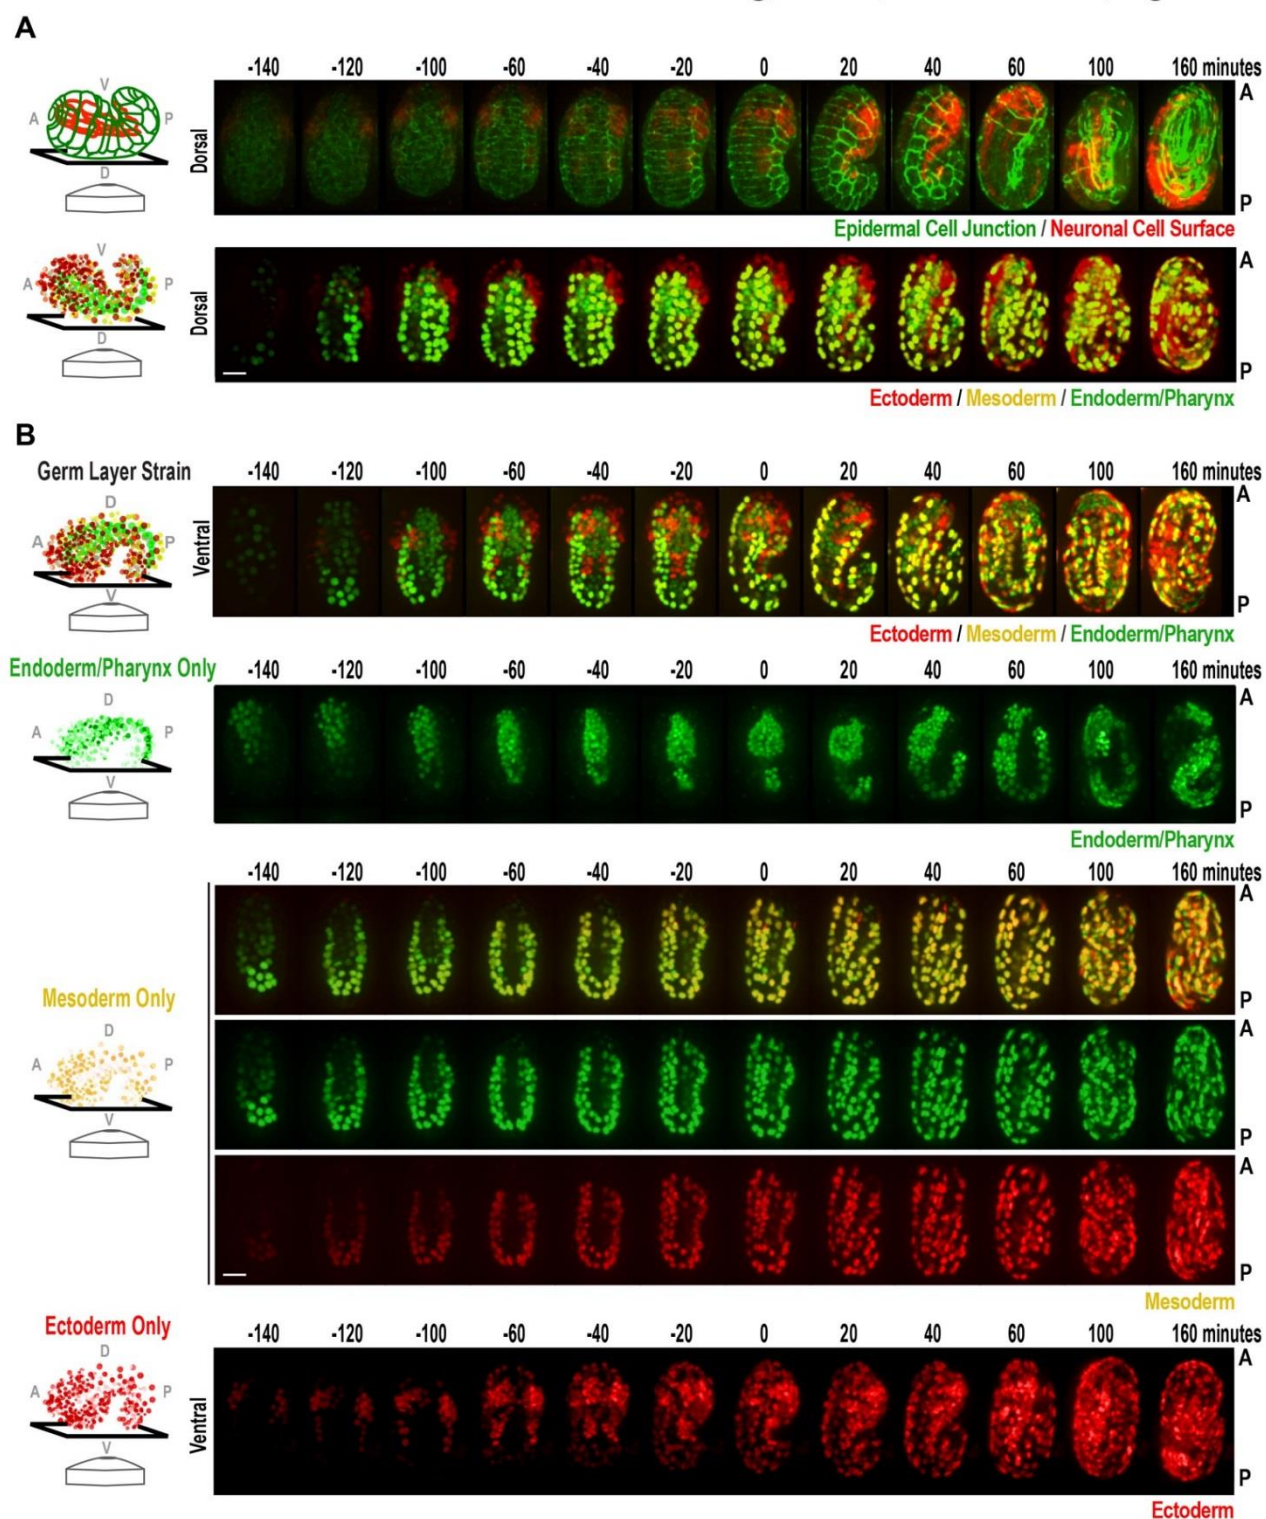 A
-140 -120 -100 -60 -40 -20 0 20 40 60 100 160 minutes
V
A P
D
Dorsal
A
P
Epidermal Cell Junction / Neuronal Cell Surface
V
A P
D
Dorsal
A
P
Ectoderm / Mesoderm / Endoderm/Pharynx
B
Germ Layer Strain
-140 -120 -100 -60 -40 -20 0 20 40 60 100 160 minutes
D
A P
V
Ventral
A
P
Ectoderm / Mesoderm / Endoderm/Pharynx
Endoderm/Pharynx Only
-140 -120 -100 -60 -40 -20 0 20 40 60 100 160 minutes
D
A P
V
A
P
Endoderm/Pharynx
-140 -120 -100 -60 -40 -20 0 20 40 60 100 160 minutes
Mesoderm Only
D
A P
V
A
P
A
P
A
P
Mesoderm
Ectoderm Only
-140 -120 -100 -60 -40 -20 0 20 40 60 100 160 minutes
D
A P
V
Ventral
A
P
Ectoderm